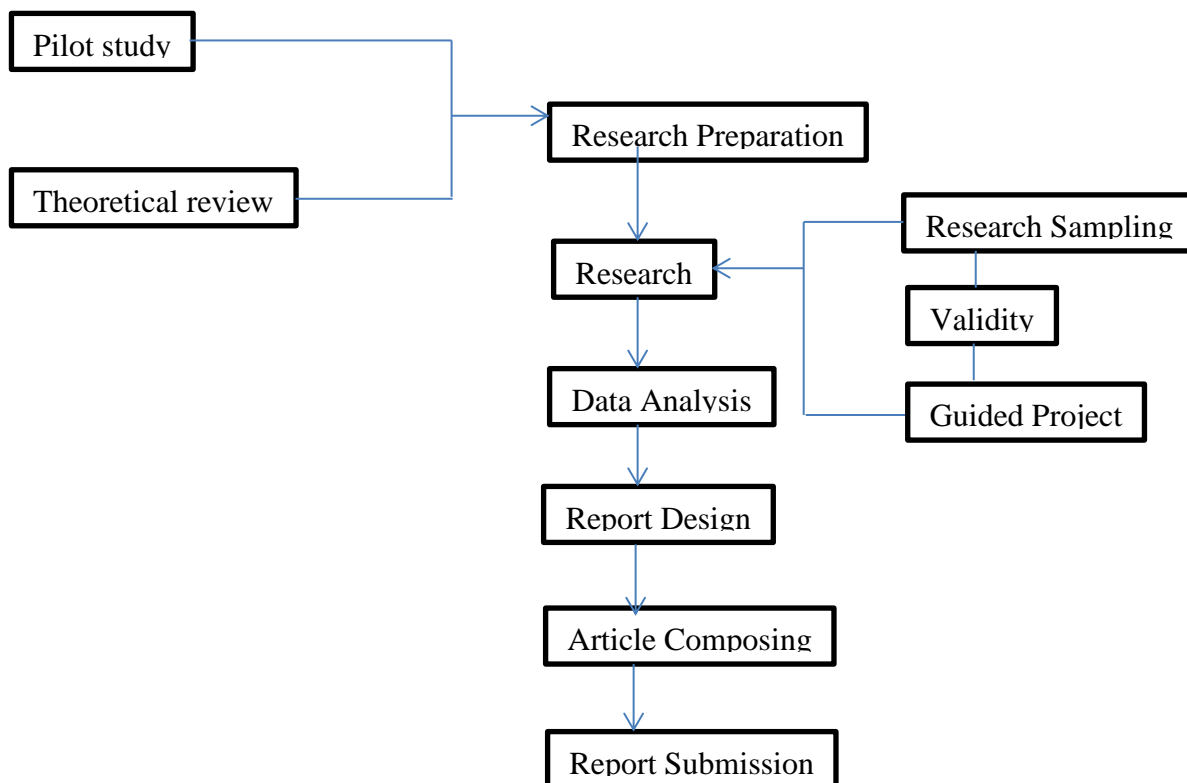 Pilot study
Theoretical review
Research Preparation
Research
Research Sampling
Validity
Guided Project
Data Analysis
Report Design
Article Composing
Report Submission